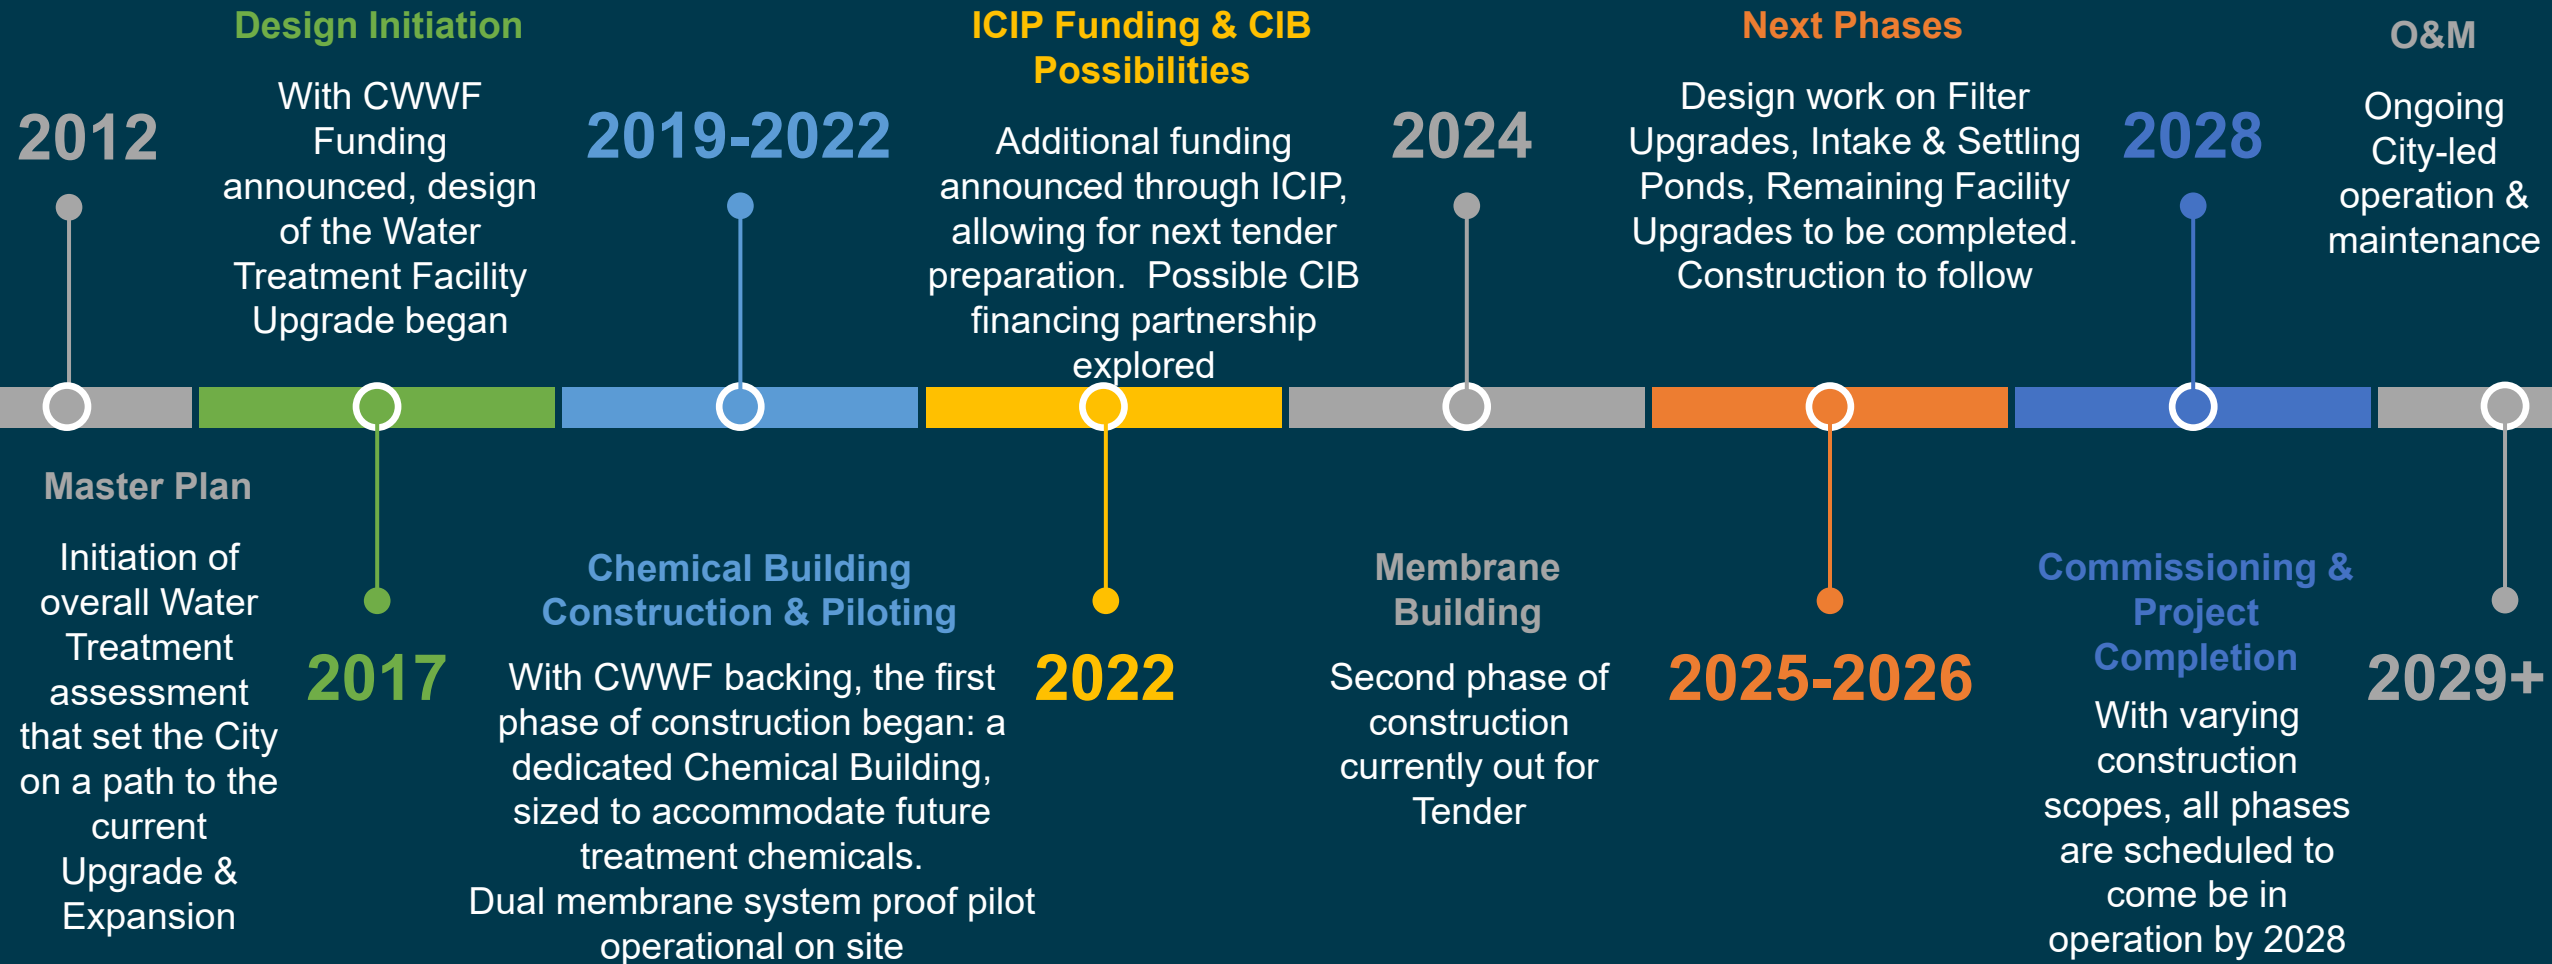 2012
Master Plan
Initiation of
overall Water
Treatment
assessment
that set the City
on a path to the
current
Upgrade &
Expansion
Design Initiation
With CWWF
Funding
announced, design
of the Water
Treatment Facility
Upgrade began
2017
2019-2022
Chemical Building
Construction & Piloting
With CWWF backing, the first
phase of construction began: a
dedicated Chemical Building,
sized to accommodate future
treatment chemicals.
Dual membrane system proof pilot
operational on site
ICIP Funding & CIB
Possibilities
Additional funding
announced through ICIP,
allowing for next tender
preparation.  Possible CIB
financing partnership
explored
2022
2024
Membrane
Building
Second phase of
construction
currently out for
Tender
Next Phases
Design work on Filter
Upgrades, Intake & Settling
Ponds, Remaining Facility
Upgrades to be completed.
Construction to follow
2025-2026
2028
Commissioning &
Project
Completion
With varying
construction
scopes, all phases
are scheduled to
come be in
operation by 2028
O&M
Ongoing
City-led
operation &
maintenance
2029+